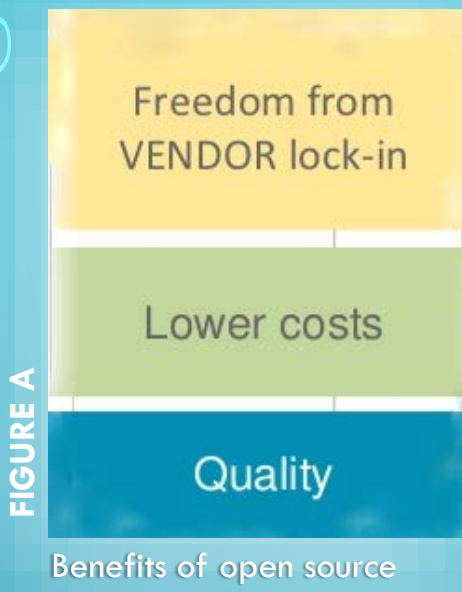 Freedom from
VENDOR lock-in
Lower costs
Quality
FIGURE A
Benefits of open source